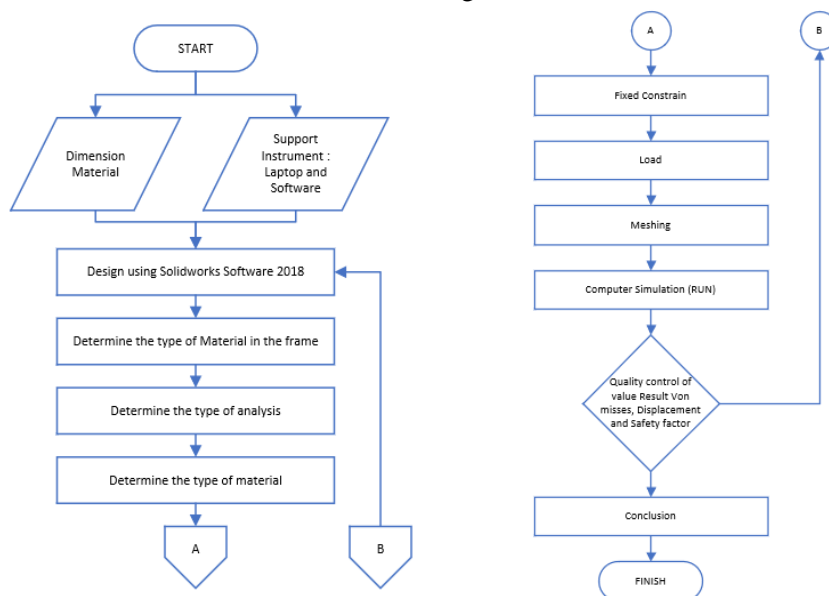 START
Dimension
Material
Support
Instrument :
Laptop and
Software
Design using Solidworks Software 2018
Determine the type of Material in the frame
Determine the type of analysis
Determine the type of material
A
B
A
B
Fixed Constrain
Load
Meshing
Computer Simulation (RUN)
Quality control of
value Result Von
misses, Displacement
and Safety factor
Conclusion
FINISH